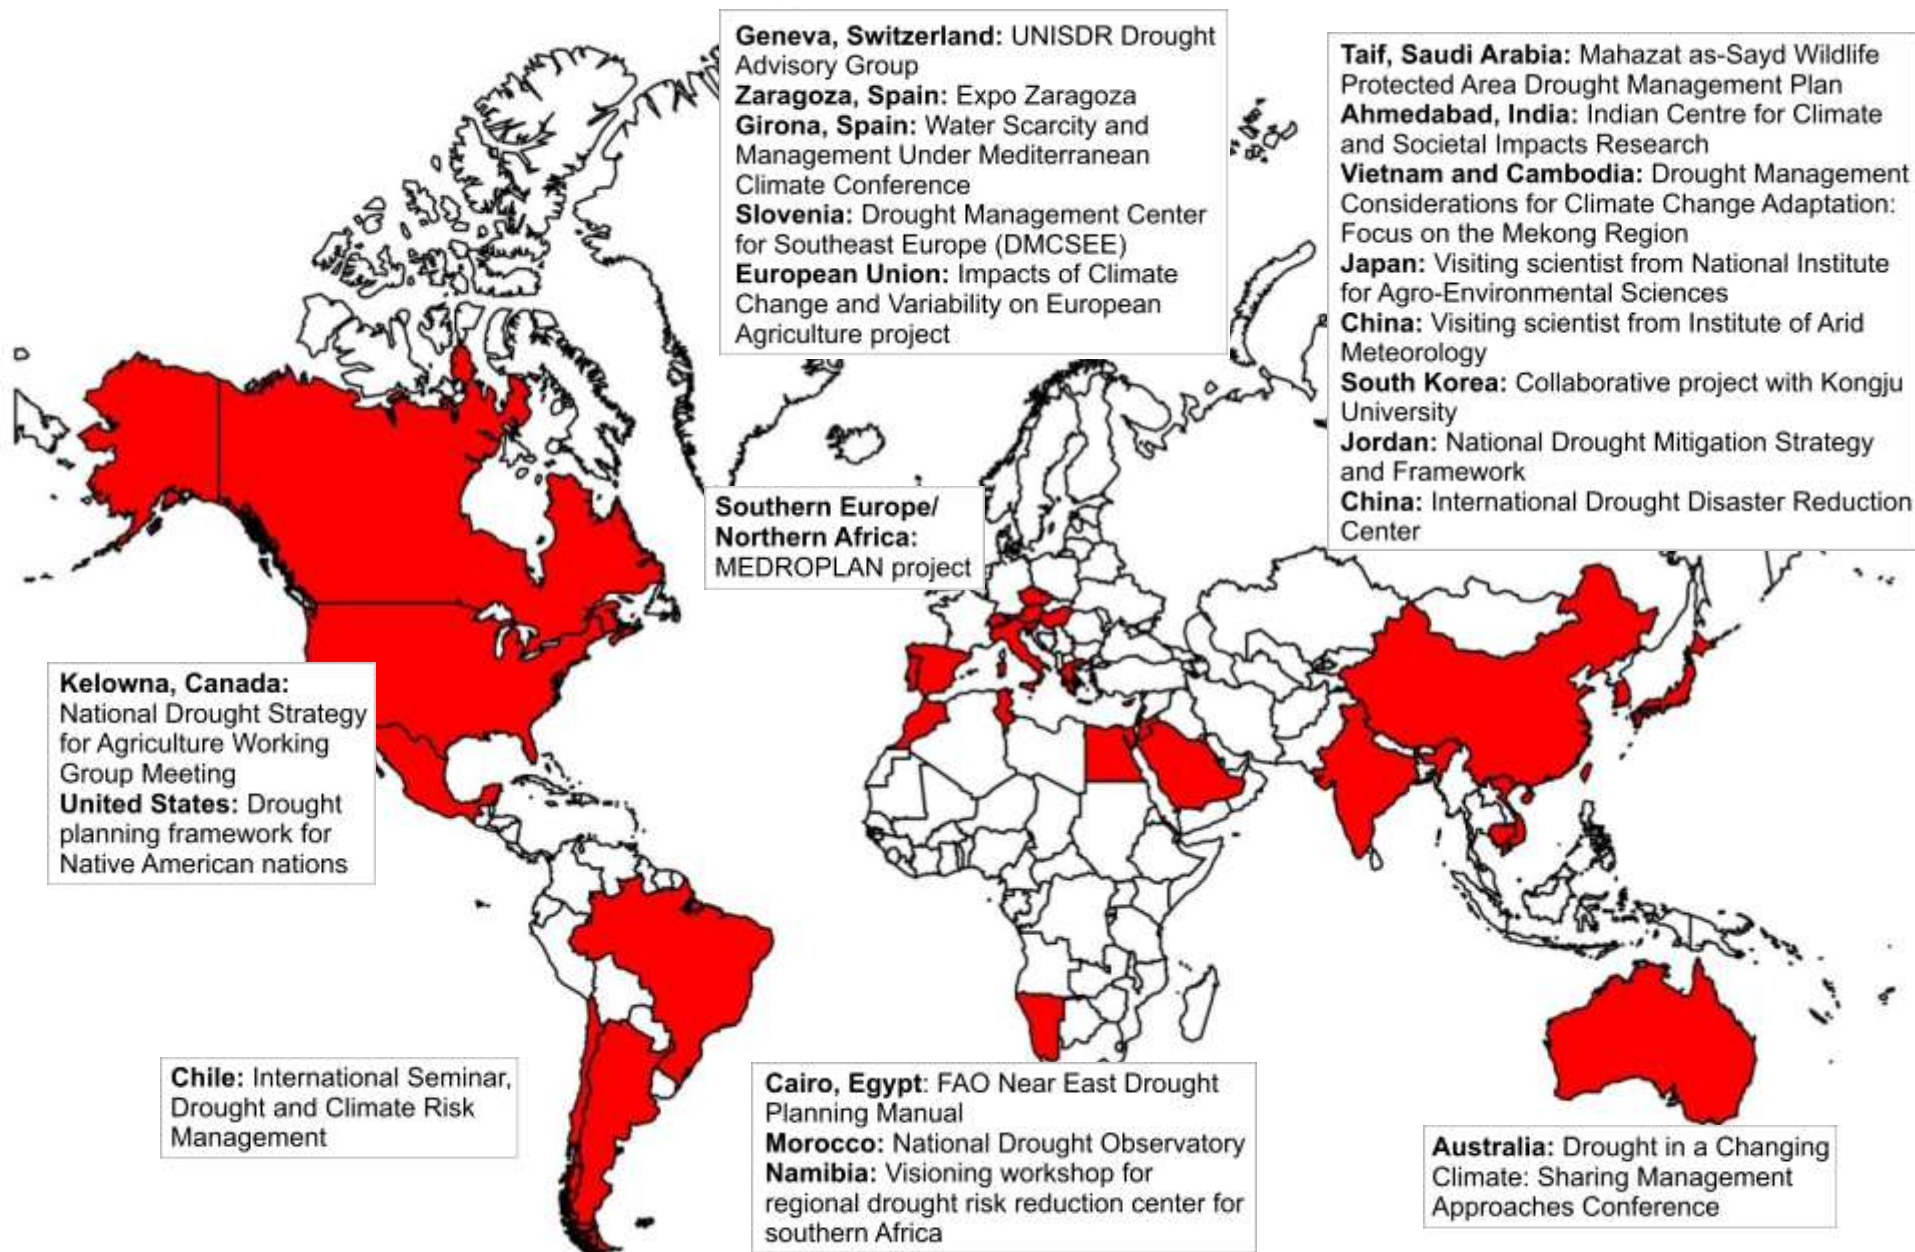 Geneva, Switzerland: UNISDR Drought
Advisory Group
Zaragoza, Spain: Expo Zaragoza
Girona, Spain: Water Scarcity and
Management Under Mediterranean
Climate Conference
Slovenia: Drought Management Center
for Southeast Europe (DMCSEE)
European Union: Impacts of Climate
Change and Variability on European
Agriculture project
Taif, Saudi Arabia: Mahazat as-Sayd Wildlife
Protected Area Drought Management Plan
Ahmedabad, India: Indian Centre for Climate
and Societal Impacts Research
Vietnam and Cambodia: Drought Management
Considerations for Climate Change Adaptation:
Focus on the Mekong Region
Japan: Visiting scientist from National Institute
for Agro-Environmental Sciences
China: Visiting scientist from Institute of Arid
Meteorology
South Korea: Collaborative project with Kongju
University
Jordan: National Drought Mitigation Strategy
and Framework
China: International Drought Disaster Reduction
Center
Southern Europe/
Northern Africa:
MEDROPLAN project
Kelowna, Canada:
National Drought Strategy
for Agriculture Working
Group Meeting
United States: Drought
planning framework for
Native American nations
Chile: International Seminar,
Drought and Climate Risk
Management
Cairo, Egypt: FAO Near East Drought
Planning Manual
Morocco: National Drought Observatory
Namibia: Visioning workshop for
regional drought risk reduction center for
southern Africa
Australia: Drought in a Changing
Climate: Sharing Management
Approaches Conference